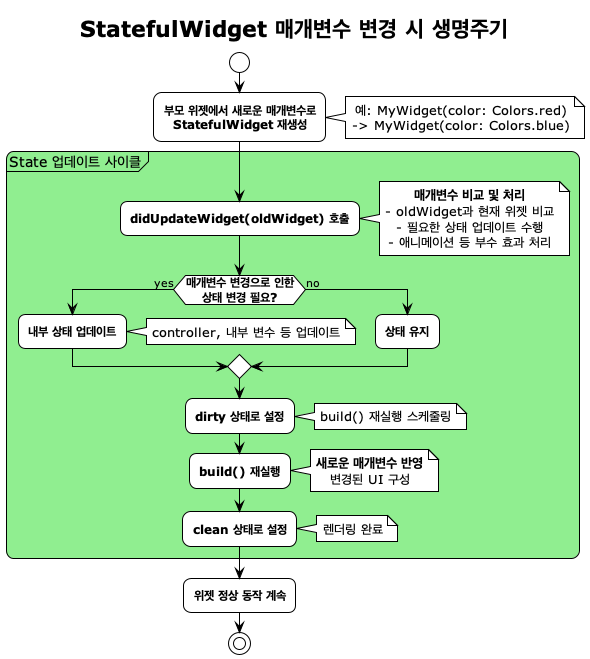 StatefulWidget 매개변수 변경 시 생명주기
부모 위젯에서 새로운 매개변수로
StatefulWidget 재생성
예: MyWidget(color: Colors.red)
-> MyWidget(color: Colors.blue)
State 업데이트 사이클
didUpdateWidget(oldWidget) 호출
매개변수 비교 및 처리
- oldWidget과 현재 위젯 비교
- 필요한 상태 업데이트 수행
- 애니메이션 등 부수 효과 처리
yes
매개변수 변경으로 인한
상태 변경 필요?
no
내부 상태 업데이트
controller, 내부 변수 등 업데이트
상태 유지
dirty 상태로 설정
build() 재실행 스케줄링
build() 재실행
새로운 매개변수 반영
변경된 UI 구성
clean 상태로 설정
렌더링 완료
위젯 정상 동작 계속